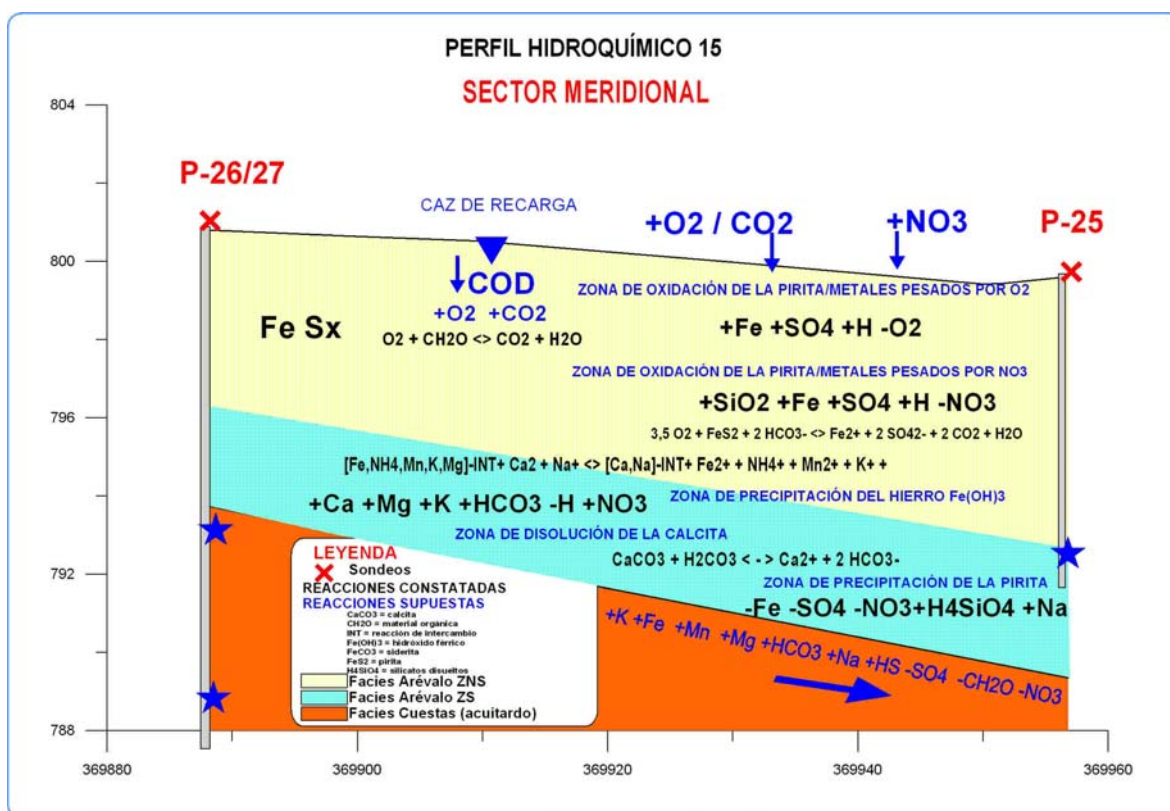 PERFIL HIDROQUÍMICO 15
SECTOR MERIDIONAL
804
800
796
792
788
P-26/27
CAZ DE RECARGA
+O2 / CO2
+NO3
P-25
COD
+O2 +CO2
O2 + CH2O <> CO2 + H2O
Fe Sx
ZONA DE OXIDACIÓN DE LA PIRITA/METALES PESADOS POR O2
+Fe +SO4 +H -O2
ZONA DE OXIDACIÓN DE LA PIRITA/METALES PESADOS POR NO3
+SiO2 +Fe +SO4 +H -NO3
3,5 O2 + FeS2 + 2 HCO3- <> Fe2+ + 2 SO42- + 2 CO2 + H2O
[Fe,NH4,Mn,K,Mg]-INT+ Ca2 + Na+ <> [Ca,Na]-INT+ Fe2+ + NH4+ + Mn2+ + K+ +
+Ca +Mg +K +HCO3 -H +NO3
ZONA DE PRECIPITACIÓN DEL HIERRO Fe(OH)3
ZONA DE DISOLUCIÓN DE LA CALCITA
CaCO3 + H2CO3 < - > Ca2+ + 2 HCO3-
ZONA DE PRECIPITACIÓN DE LA PIRITA
-Fe -SO4 -NO3+H4SiO4 +Na
+K +Fe +Mn +Mg +HCO3 +Na +HS -SO4 -CH2O -NO3
LEYENDA
Sondeos
REACCIONES CONSTATADAS
REACCIONES SUPUESTAS
CaCO3 = calcita
CH2O = material orgánica
INT = reacción de intercambio
Fe(OH)3 = hidróxido férrico
FeCO3 = siderita
FeS2 = pirita
H4SiO4 = silicatos disueltos
Facies Arévalo ZNS
Facies Arévalo ZS
Facies Cuestas (acuitardo)
369880
369900
369920
369940
369960